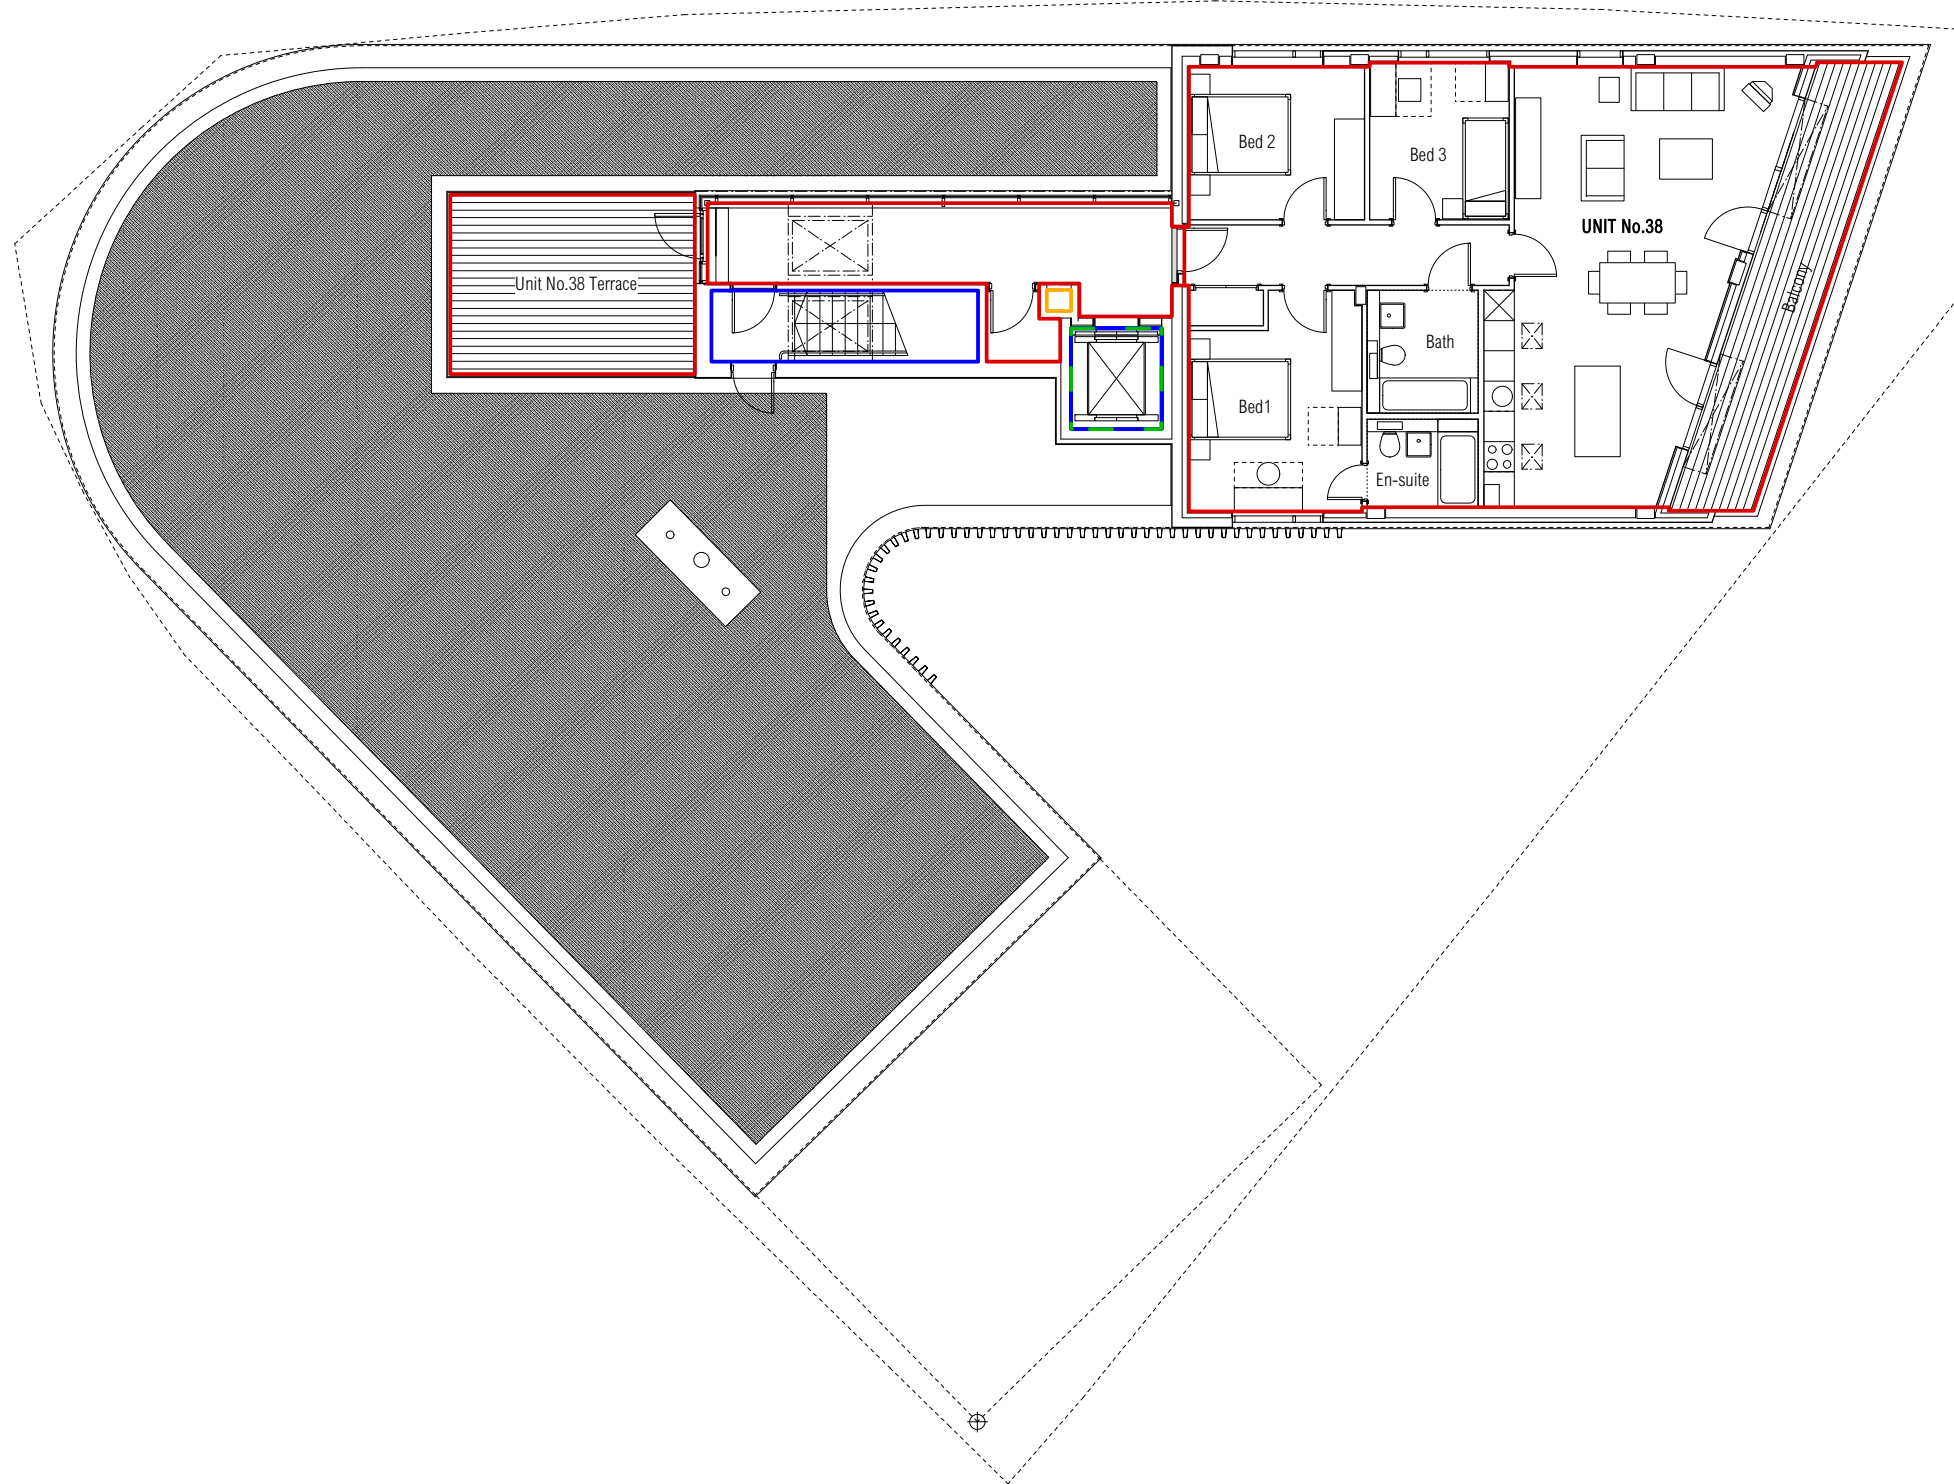 Bed 2
Bed 3
UNIT No.38
Unit No.38 Terrace
Balcony
Bath
Bed1
En-suite